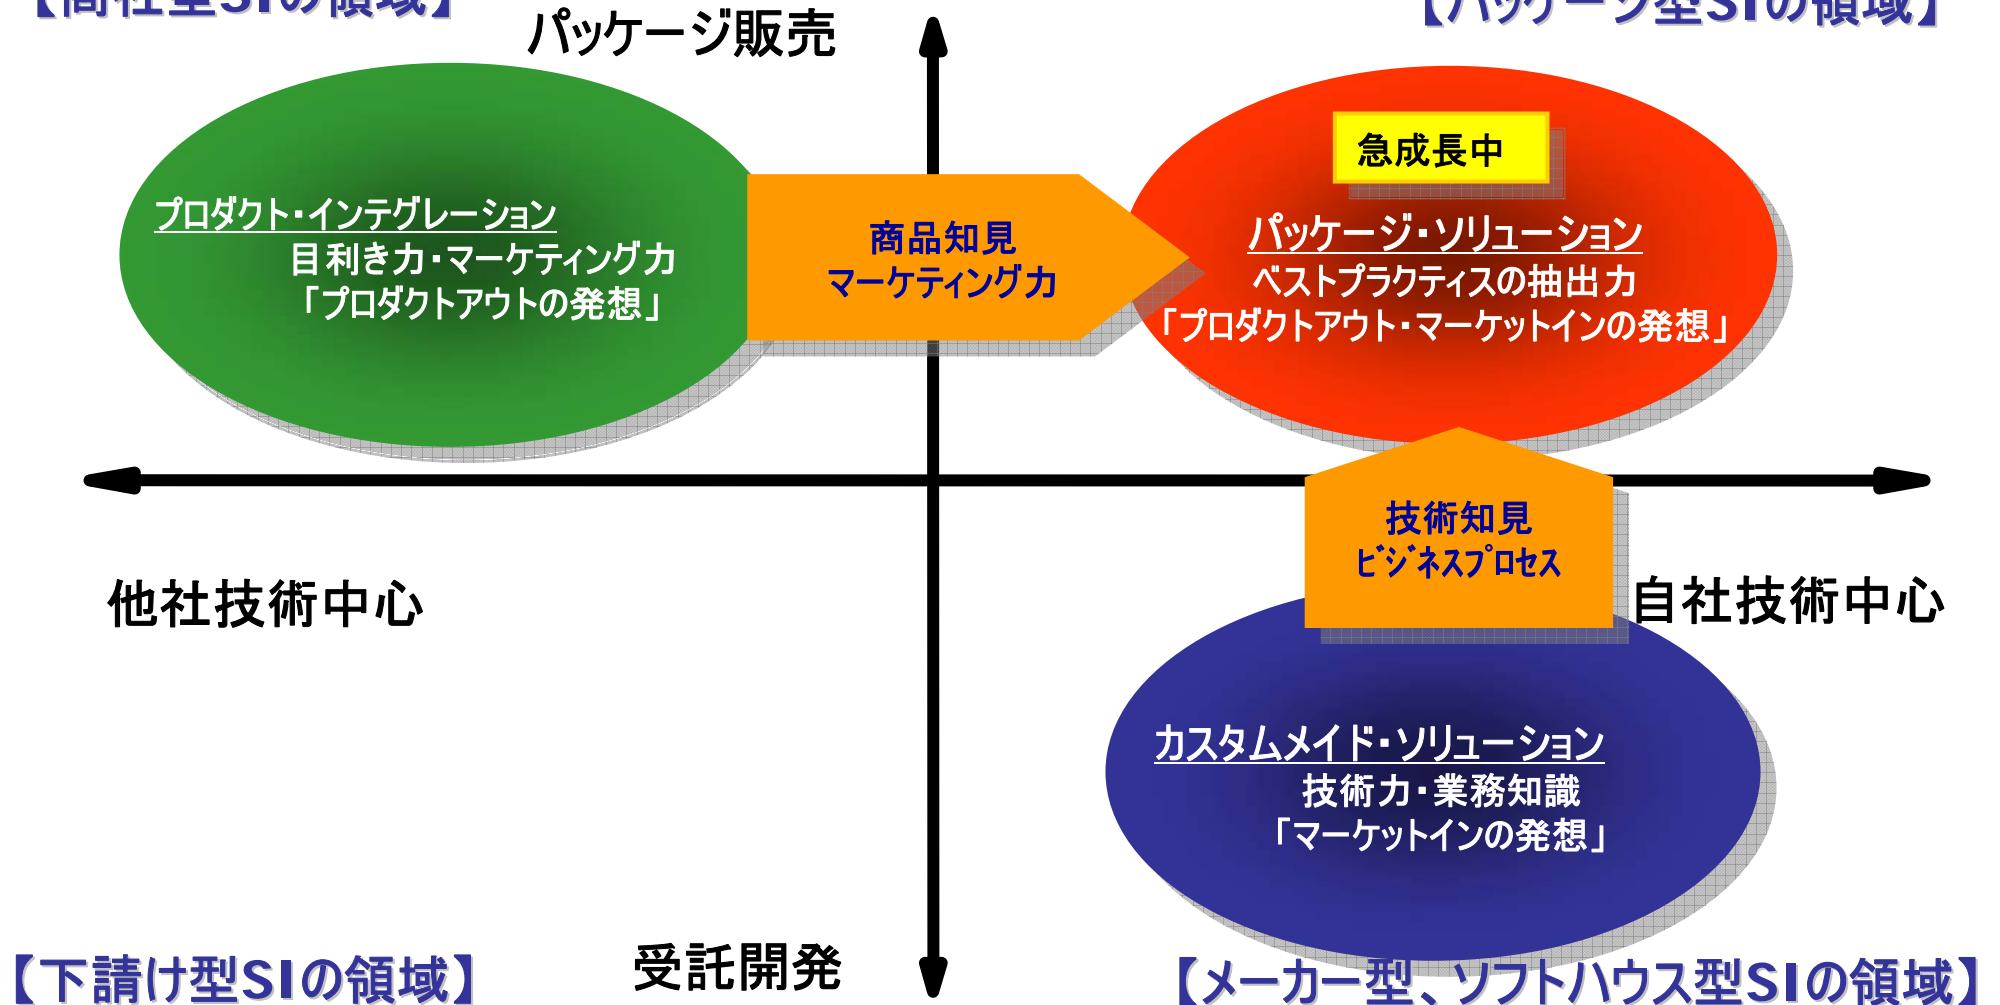 【商社型SIの領域】
【パッケージ型SIの領域】
パッケージ販売
急成長中
プロダクト・インテグレーション
目利き力・マーケティング力
「プロダクトアウトの発想」
商品知見
マーケティング力
パッケージ・ソリューション
ベストプラクティスの抽出力
「プロダクトアウト・マーケットインの発想」
技術知見
ビジネスプロセス
他社技術中心
自社技術中心
カスタムメイド・ソリューション
技術力・業務知識
「マーケットインの発想」
受託開発
【下請け型SIの領域】
【メーカー型、ソフトハウス型SIの領域】